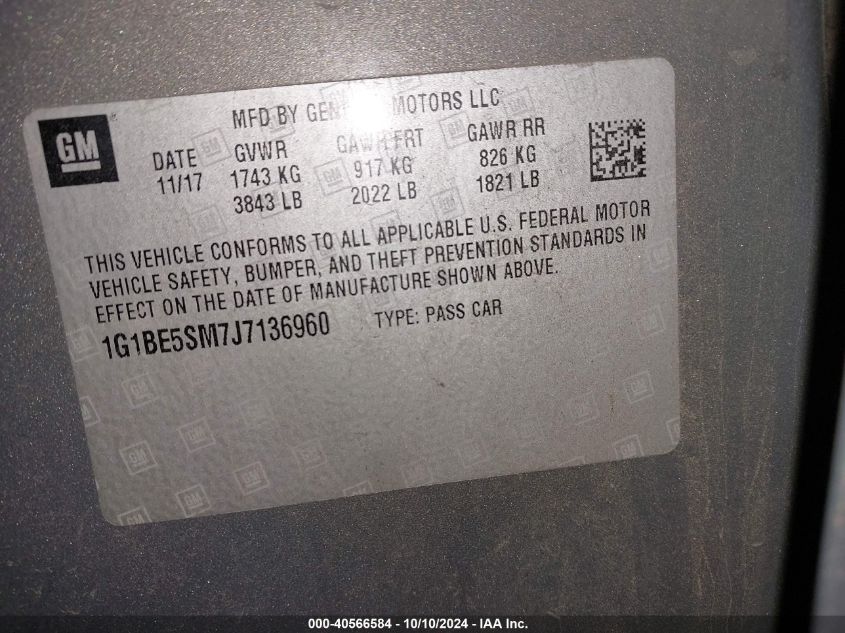 GM
MFD BY GEN MOTORS LLC
DATE GVWR GAWR FRT GAWR RR
11/17 1743 KG 917 KG 826 KG
3843 LB 2022 LB 1821 LB
THIS VEHICLE CONFORMS TO ALL APPLICABLE U.S. FEDERAL MOTOR
VEHICLE SAFETY, BUMPER, AND THEFT PREVENTION STANDARDS IN
EFFECT ON THE DATE OF MANUFACTURE SHOWN ABOVE.
1G1BE5SM7J7136960 TYPE: PASS CAR
000-40566584 - 10/10/2024 - IAA Inc.